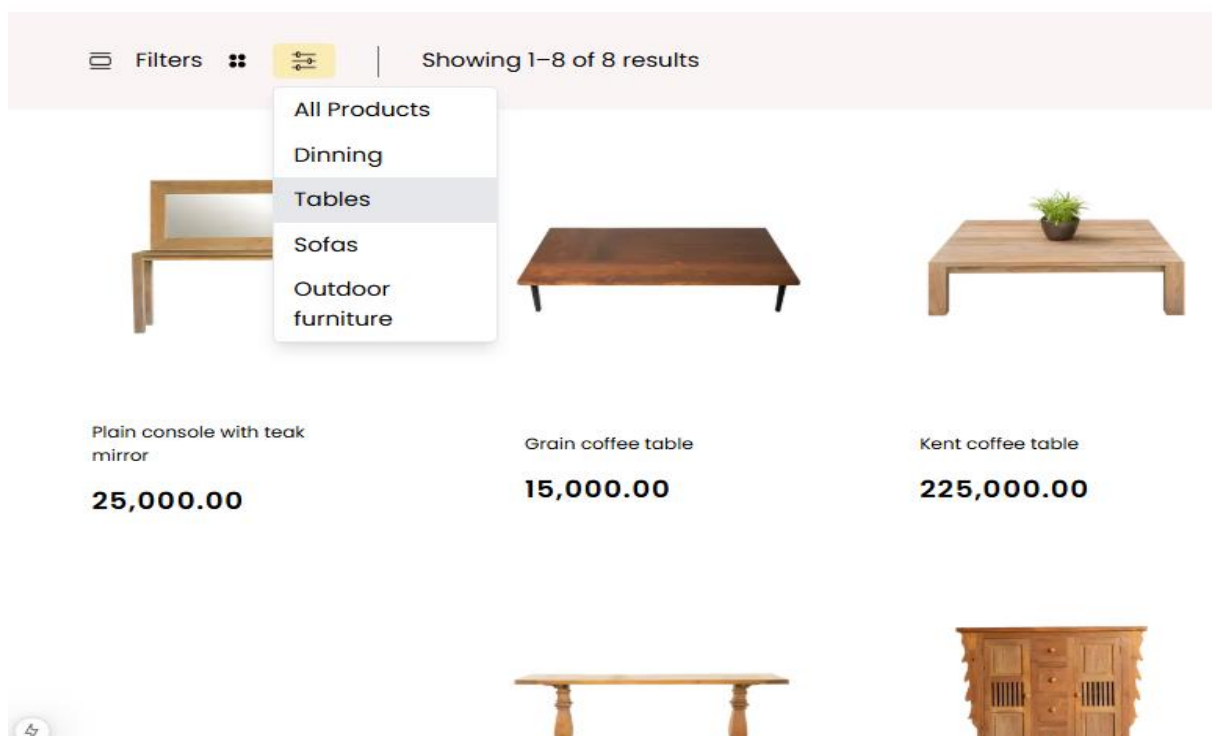 Filters
Showing 1–8 of 8 results
All Products
Dinning
Tables
Sofas
Outdoor
furniture
Plain console with teak
mirror
25,000.00
Grain coffee table
15,000.00
Kent coffee table
225,000.00